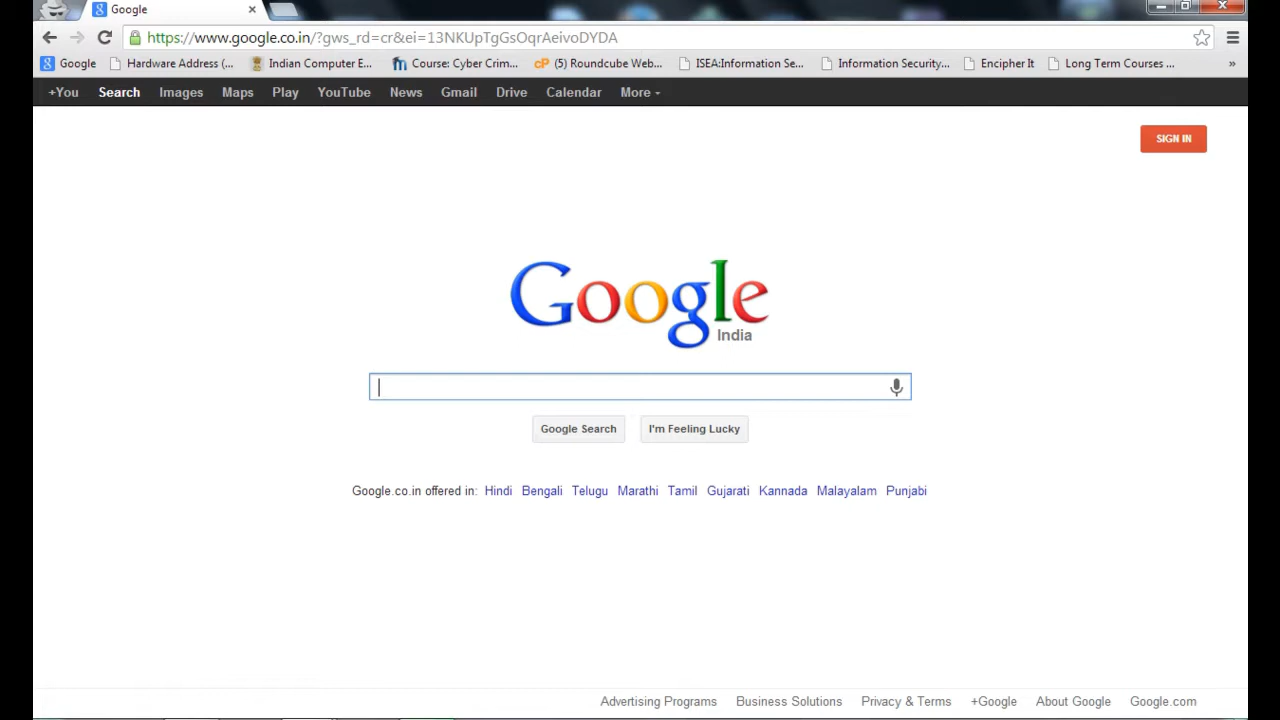 Google
https://www.google.co.in/?gws_rd=cr&ei=13NKUpTgGsOqrAeivoDYDA
Google Hardware Address (... Indian Computer E... Course: Cyber Crim... (5) Roundcube Web... ISEA:Information Se... Information Security... Encipher It Long Term Courses ... »
+You Search Images Maps Play YouTube News Gmail Drive Calendar More
SIGN IN
Google
India
Google Search I'm Feeling Lucky
Google.co.in offered in: Hindi Bengali Telugu Marathi Tamil Gujarati Kannada Malayalam Punjabi
Advertising Programs Business Solutions Privacy & Terms +Google About Google Google.com